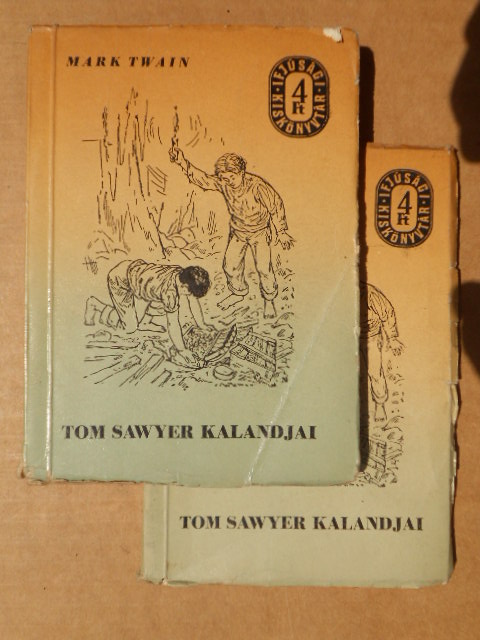 MARK TWAIN
IFJÚSÁGI
4
Ft
KISKÖNYVTÁR
TOM SAWYER KALANDJAI
IFJÚSÁGI
4
Ft
KISKÖNYVTÁR
TOM SAWYER KALANDJAI